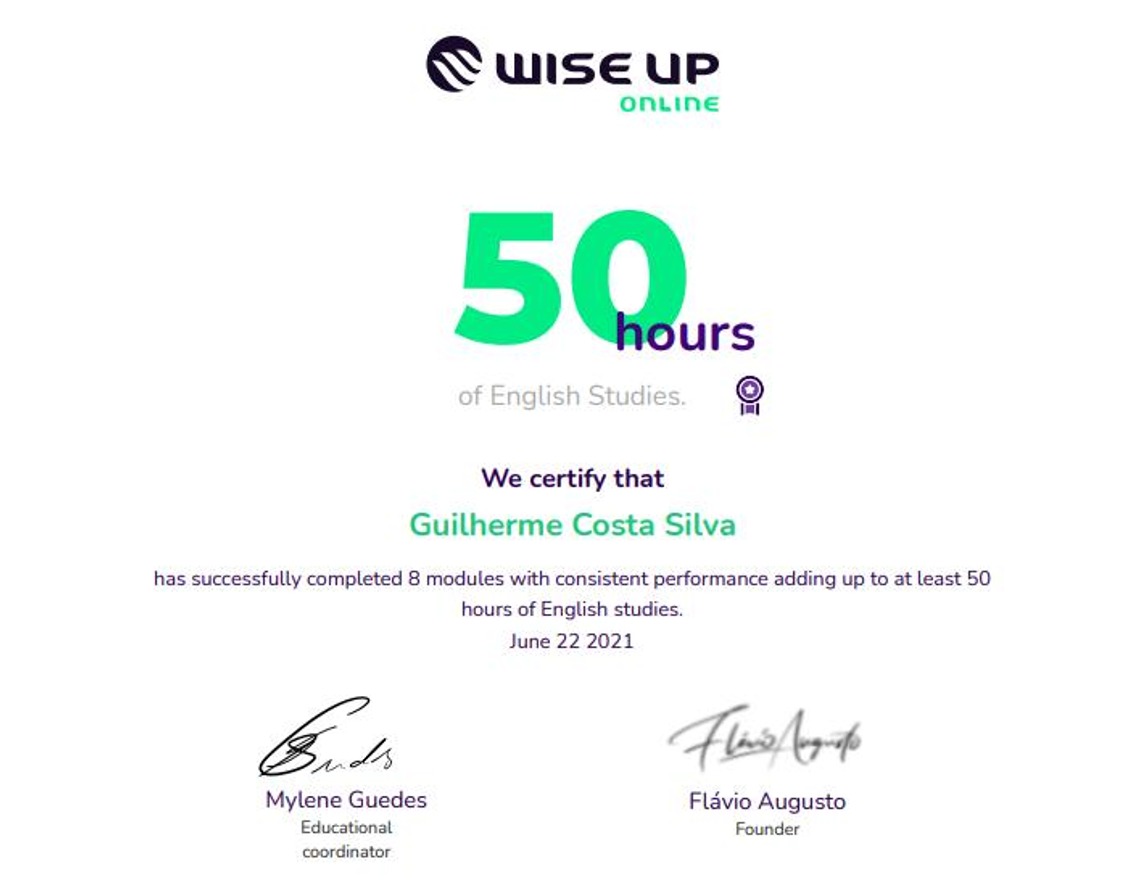 WISE UP
ONLINE
50
hours
of English Studies.
We certify that
Guilherme Costa Silva
has successfully completed 8 modules with consistent performance adding up to at least 50
hours of English studies.
June 22 2021
Flávio Augusto
Mylene Guedes
Flávio Augusto
Educational
coordinator
Founder